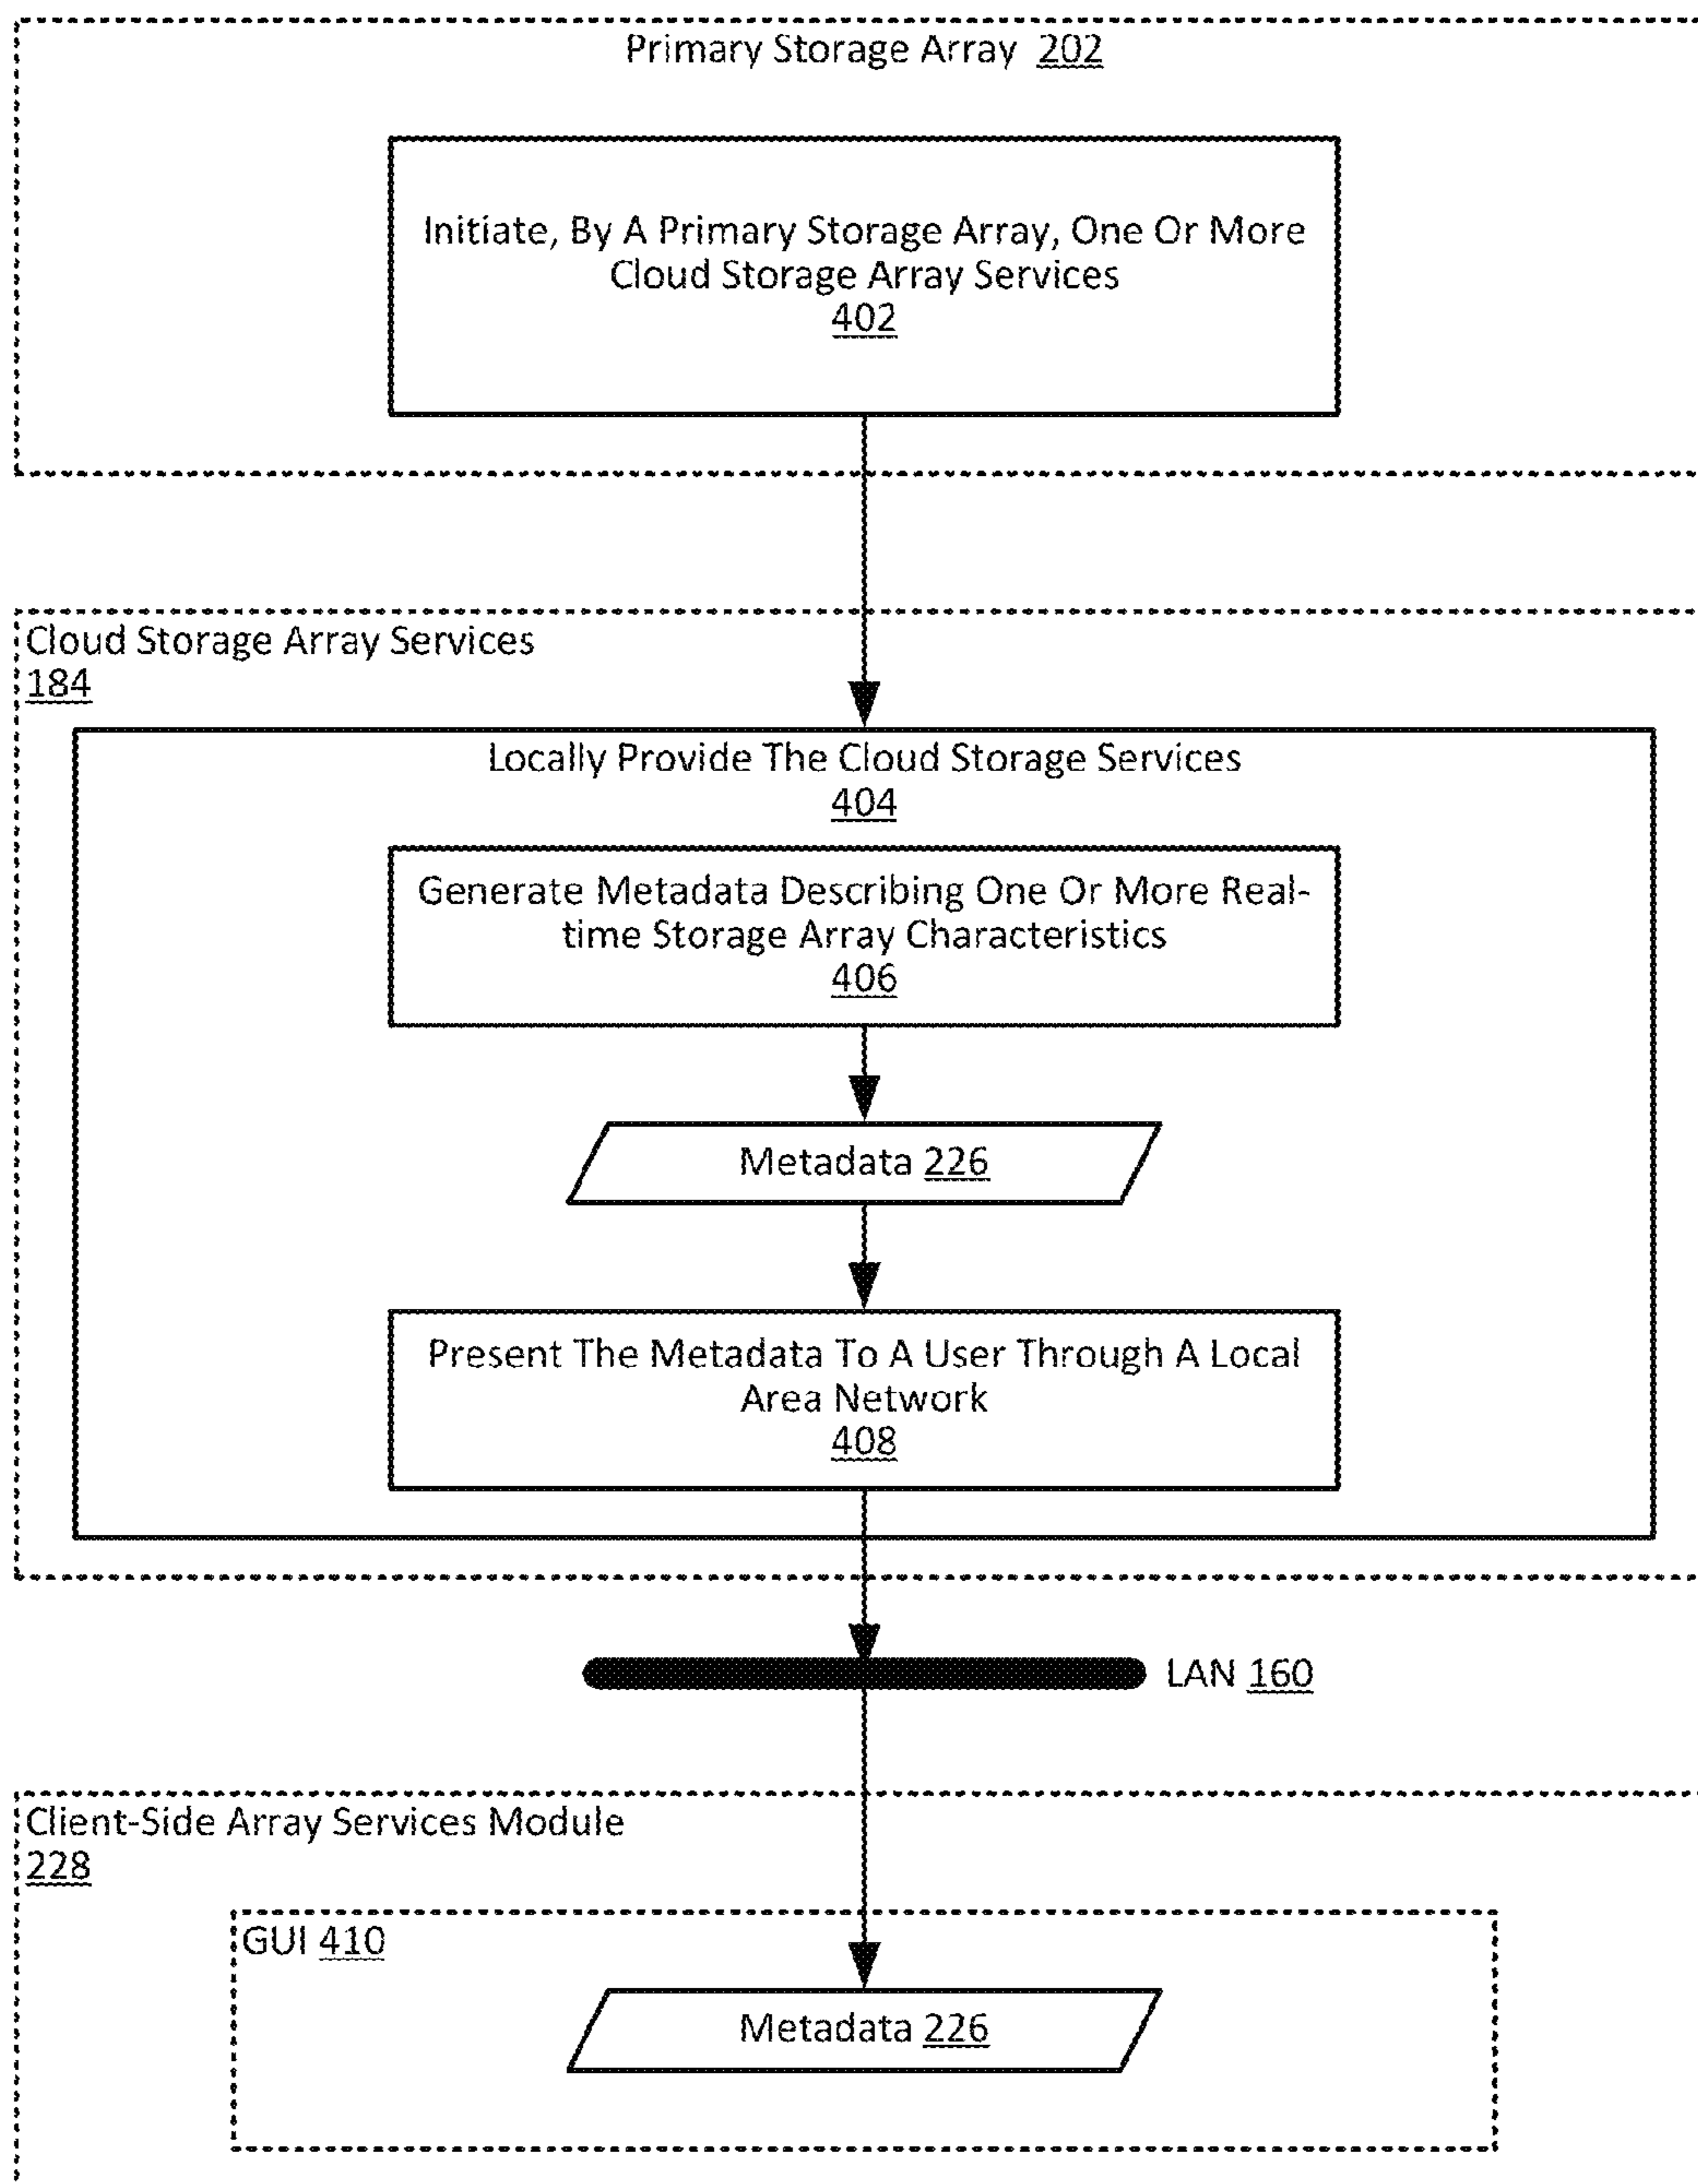 Primary Storage Array 202
Initiate, By A Primary Storage Array, One Or More
Cloud Storage Array Services
402
Cloud Storage Array Services
184
Locally Provide The Cloud Storage Services
404
Generate Metadata Describing One Or More Real-
time Storage Array Characteristics
406
Metadata 226
Present The Metadata To A User Through A Local
Area Network
408
LAN 160
Client-Side Array Services Module
228
GUI 410
Metadata 226